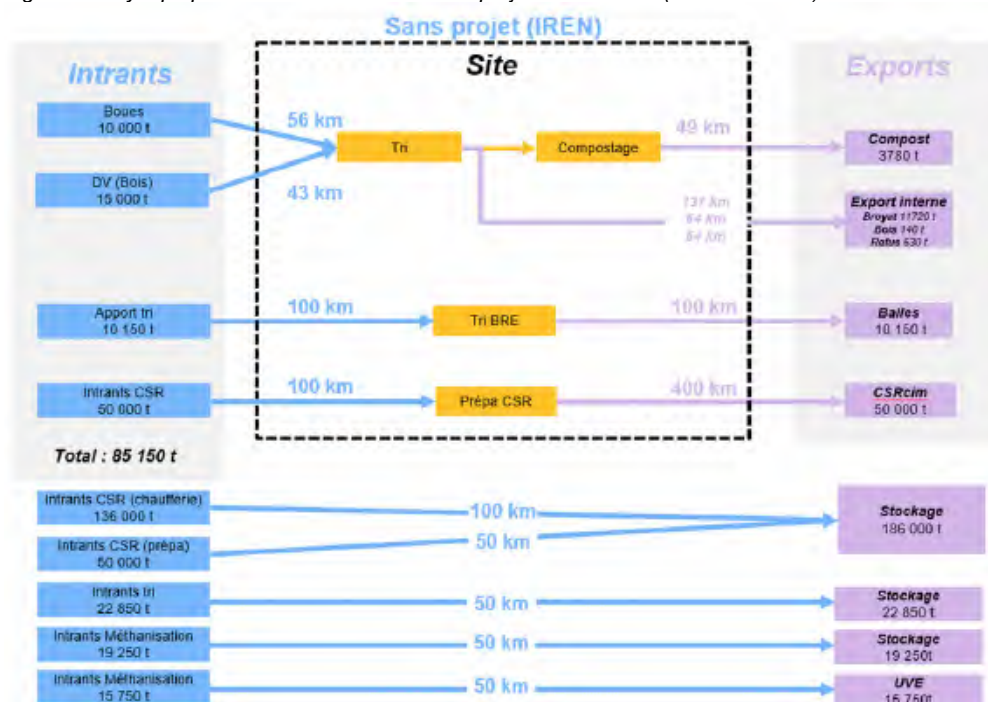 Sans projet (IREN)
Intrants
Site
Exports
Boues
10 000 t
56 km
49 km
Tri
Compostage
Compost
3780 t
DV (Bois)
15 000 t
43 km
64 km
64 km
Export interne
Broyat 11720 t
Bois 140 t
Refus 630 t
Apport tri
10 150 t
100 km
Tri BRE
100 km
Balles
10 150 t
Intrants CSR
50 000 t
100 km
Prépa CSR
400 km
CSRcim
50 000 t
Total : 85 150 t
Intrants CSR (chaufferie)
136 000 t
100 km
Stockage
186 000 t
Intrants CSR (prépa)
50 000 t
50 km
Intrants tri
22 850 t
50 km
Stockage
22 850 t
Intrants Méthanisation
19 250 t
50 km
Stockage
19 250t
Intrants Méthanisation
15 750 t
50 km
UVE
15 750t